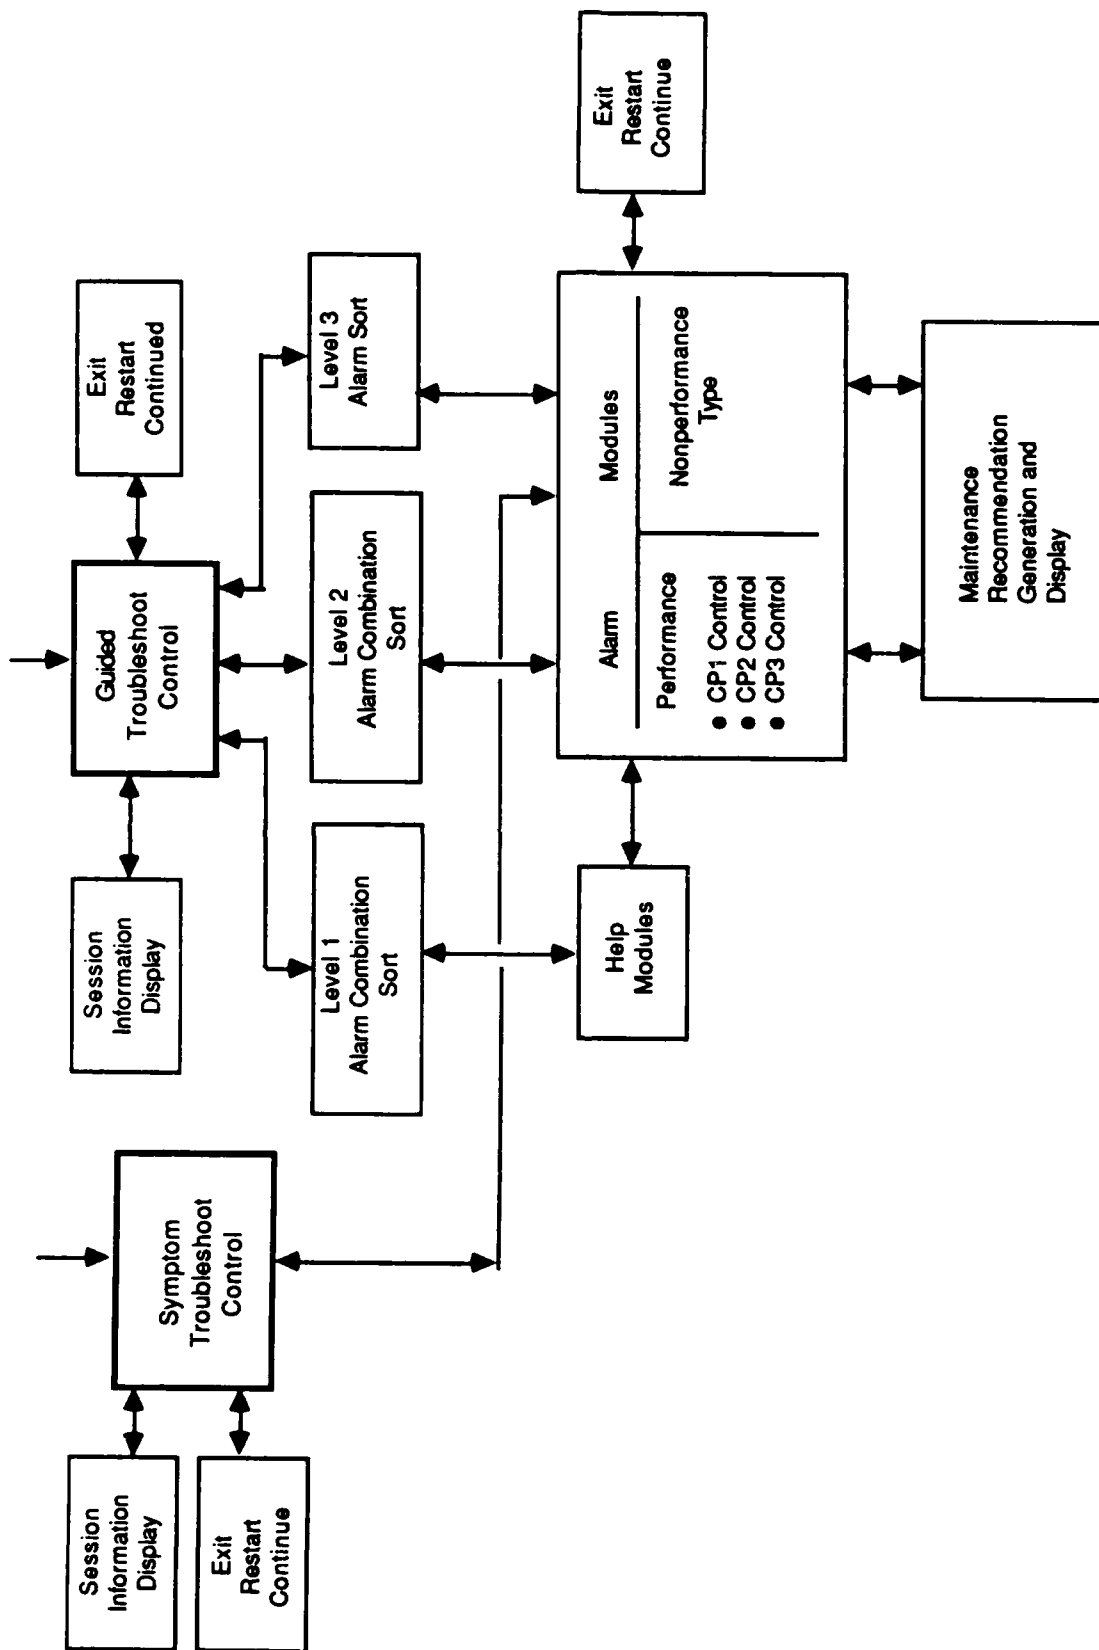 Session
Information
Display
Exit
Restart
Continue
Symptom
Troubleshoot
Control
Session
Information
Display
Guided
Troubleshoot
Control
Exit
Restart
Continued
Level 1
Alarm Combination
Sort
Level 2
Alarm Combination
Sort
Level 3
Alarm Sort
Help
Modules
Alarm Modules
Performance
● CP1 Control
● CP2 Control
● CP3 Control
Nonperformance
Type
Exit
Restart
Continue
Maintenance
Recommendation
Generation and
Display